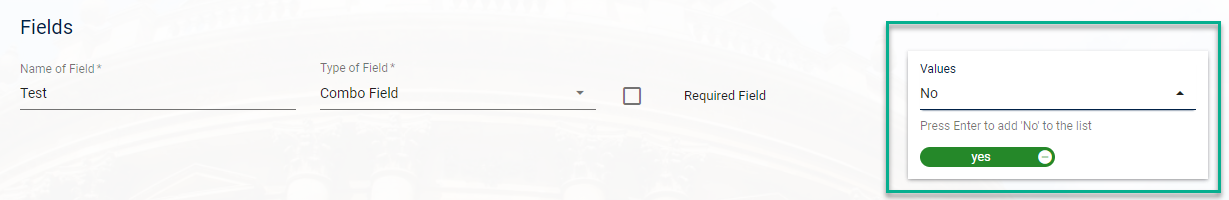 Fields
Name of Field *
Test
Type of Field *
Combo Field
Required Field
Values
No
Press Enter to add 'No' to the list
yes